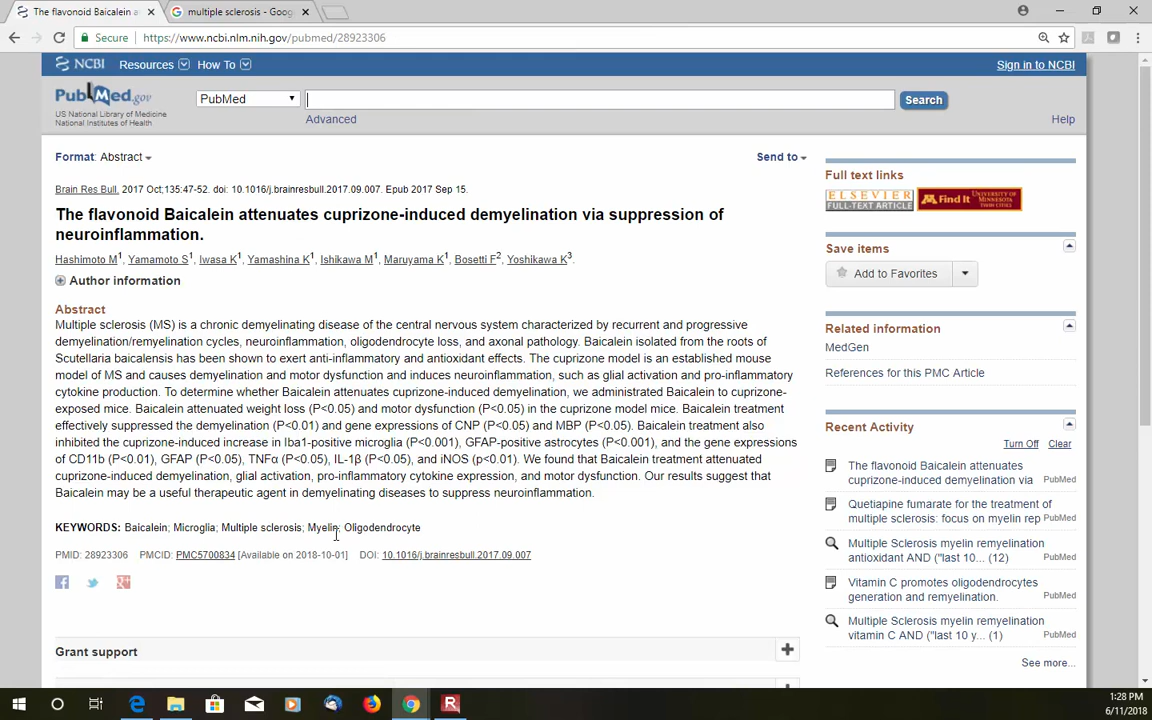 The flavonoid Baicalein a
multiple sclerosis - Goog
Secure
https://www.ncbi.nlm.nih.gov/pubmed/28923306
NCBI Resources How To Sign in to NCBI
PubMed.gov
US National Library of Medicine
National Institutes of Health
PubMed
Search
Advanced
Help
Format: Abstract
Send to
Brain Res Bull. 2017 Oct;135:47-52. doi: 10.1016/j.brainresbull.2017.09.007. Epub 2017 Sep 15.
The flavonoid Baicalein attenuates cuprizone-induced demyelination via suppression of
neuroinflammation.
Hashimoto M1, Yamamoto S1, Iwasa K1, Yamashina K1, Ishikawa M1, Maruyama K1, Bosetti F2, Yoshikawa K3.
Author information
Abstract
Multiple sclerosis (MS) is a chronic demyelinating disease of the central nervous system characterized by recurrent and progressive
demyelination/remyelination cycles, neuroinflammation, oligodendrocyte loss, and axonal pathology. Baicalein isolated from the roots of
Scutellaria baicalensis has been shown to exert anti-inflammatory and antioxidant effects. The cuprizone model is an established mouse
model of MS and causes demyelination and motor dysfunction and induces neuroinflammation, such as glial activation and pro-inflammatory
cytokine production. To determine whether Baicalein attenuates cuprizone-induced demyelination, we administrated Baicalein to cuprizone-
exposed mice. Baicalein attenuated weight loss (P<0.05) and motor dysfunction (P<0.05) in the cuprizone model mice. Baicalein treatment
effectively suppressed the demyelination (P<0.01) and gene expressions of CNP (P<0.05) and MBP (P<0.05). Baicalein treatment also
inhibited the cuprizone-induced increase in Iba1-positive microglia (P<0.001), GFAP-positive astrocytes (P<0.001), and the gene expressions
of CD11b (P<0.01), GFAP (P<0.05), TNFα (P<0.05), IL-1β (P<0.05), and iNOS (p<0.01). We found that Baicalein treatment attenuated
cuprizone-induced demyelination, glial activation, pro-inflammatory cytokine expression, and motor dysfunction. Our results suggest that
Baicalein may be a useful therapeutic agent in demyelinating diseases to suppress neuroinflammation.
KEYWORDS: Baicalein; Microglia; Multiple sclerosis; Myelin; Oligodendrocyte
PMID: 28923306 PMCID: PMC5700834 [Available on 2018-10-01] DOI: 10.1016/j.brainresbull.2017.09.007
Grant support
Full text links
ELSEVIER
FULL-TEXT ARTICLE
Find It UNIVERSITY OF
MINNESOTA
TWIN CITIES
Save items
Add to Favorites
Related information
MedGen
References for this PMC Article
Recent Activity
Turn Off Clear
The flavonoid Baicalein attenuates
cuprizone-induced demyelination via PubMed
Quetiapine fumarate for the treatment of
multiple sclerosis: focus on myelin rep PubMed
Multiple Sclerosis myelin remyelination
antioxidant AND ("last 10... (12) PubMed
Vitamin C promotes oligodendrocytes
generation and remyelination. PubMed
Multiple Sclerosis myelin remyelination
vitamin C AND ("last 10 y... (1) PubMed
See more...
1:28 PM
6/11/2018